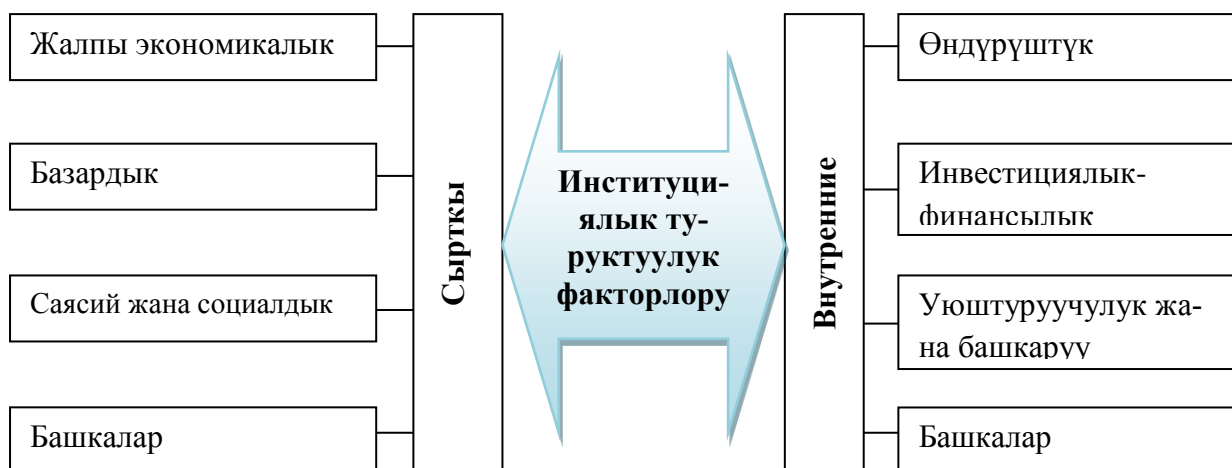 Жалпы экономикалык
Базардык
Саясий жана социалдык
Башкалар
Сырткы
Институци-
ялык ту-
руктуулук
факторлору
Внутренние
Өндүрүштүк
Инвестициялык-
финансылык
Уюштуруучулук жа-
на башкаруу
Башкалар